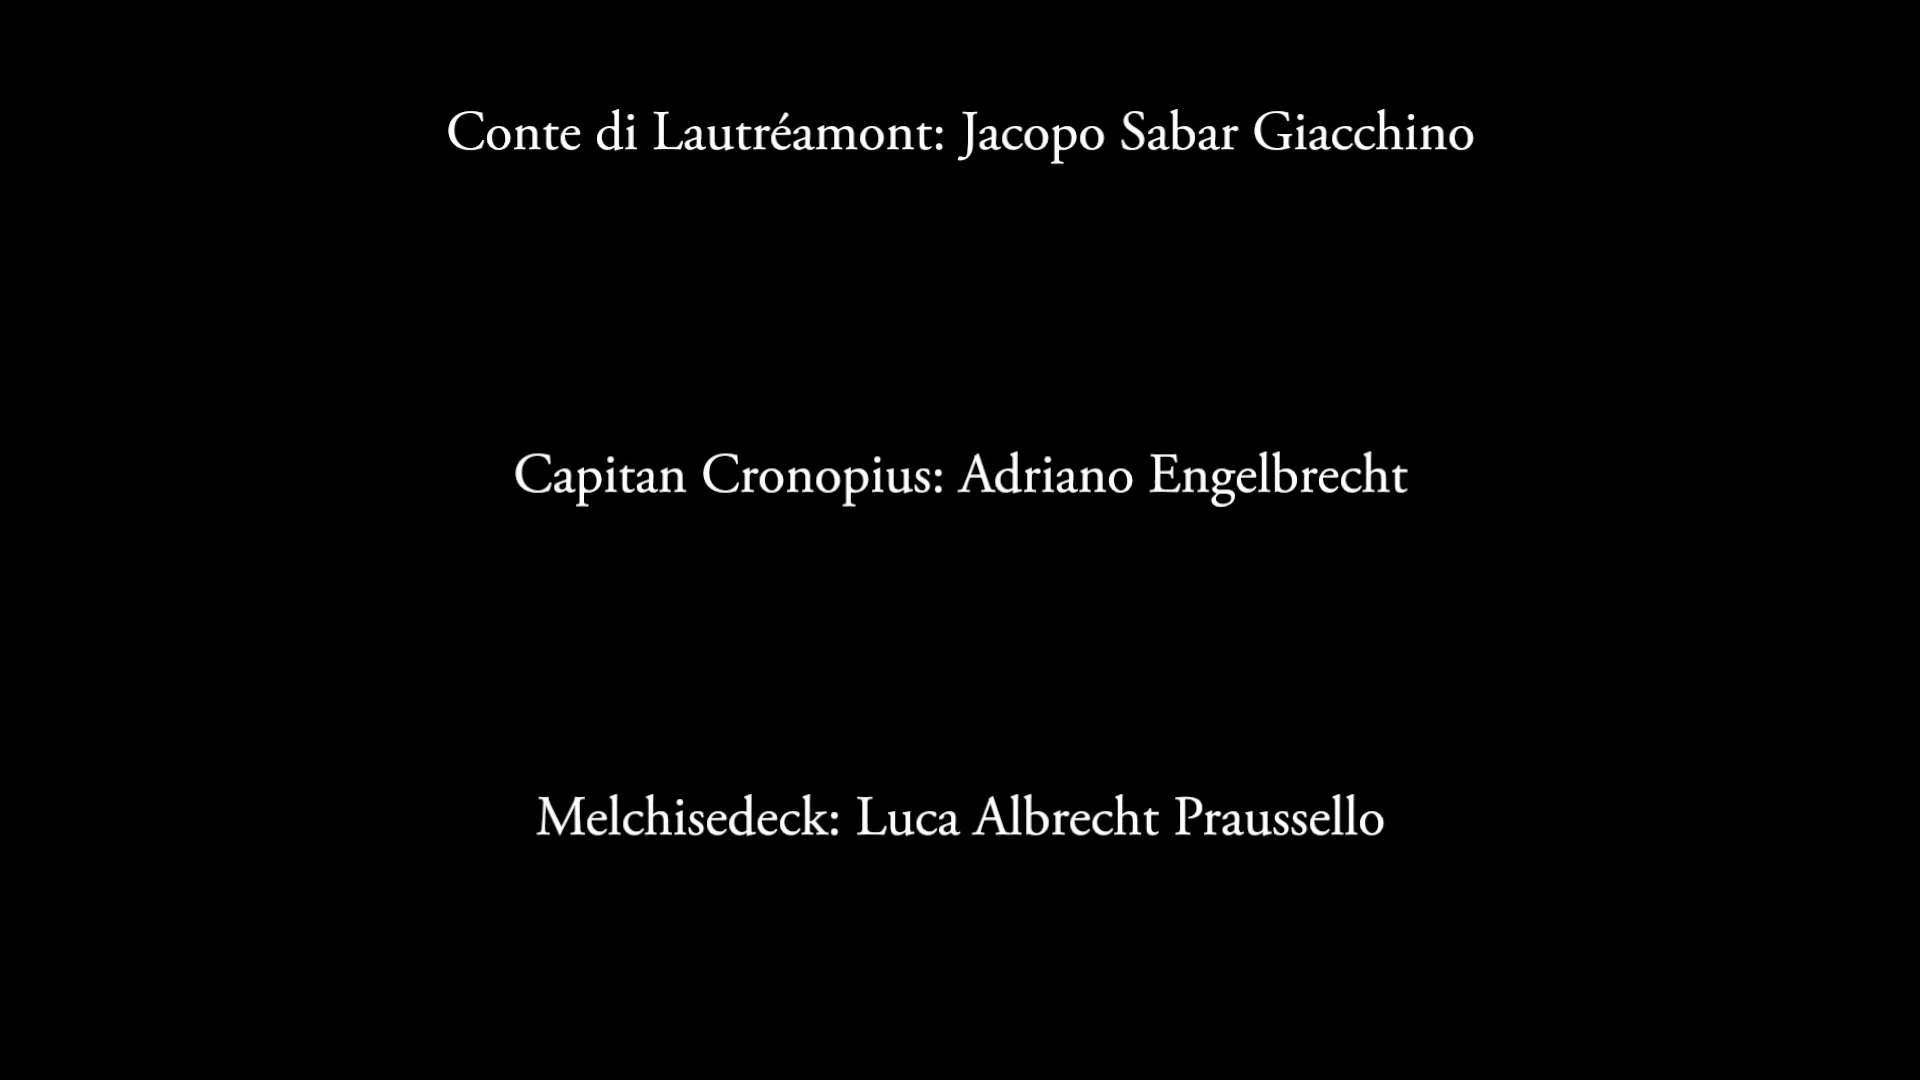 Conte di Lautréamont: Jacopo Sabar Giacchino
Capitan Cronopius: Adriano Engelbrecht
Melchisedeck: Luca Albrecht Praussello